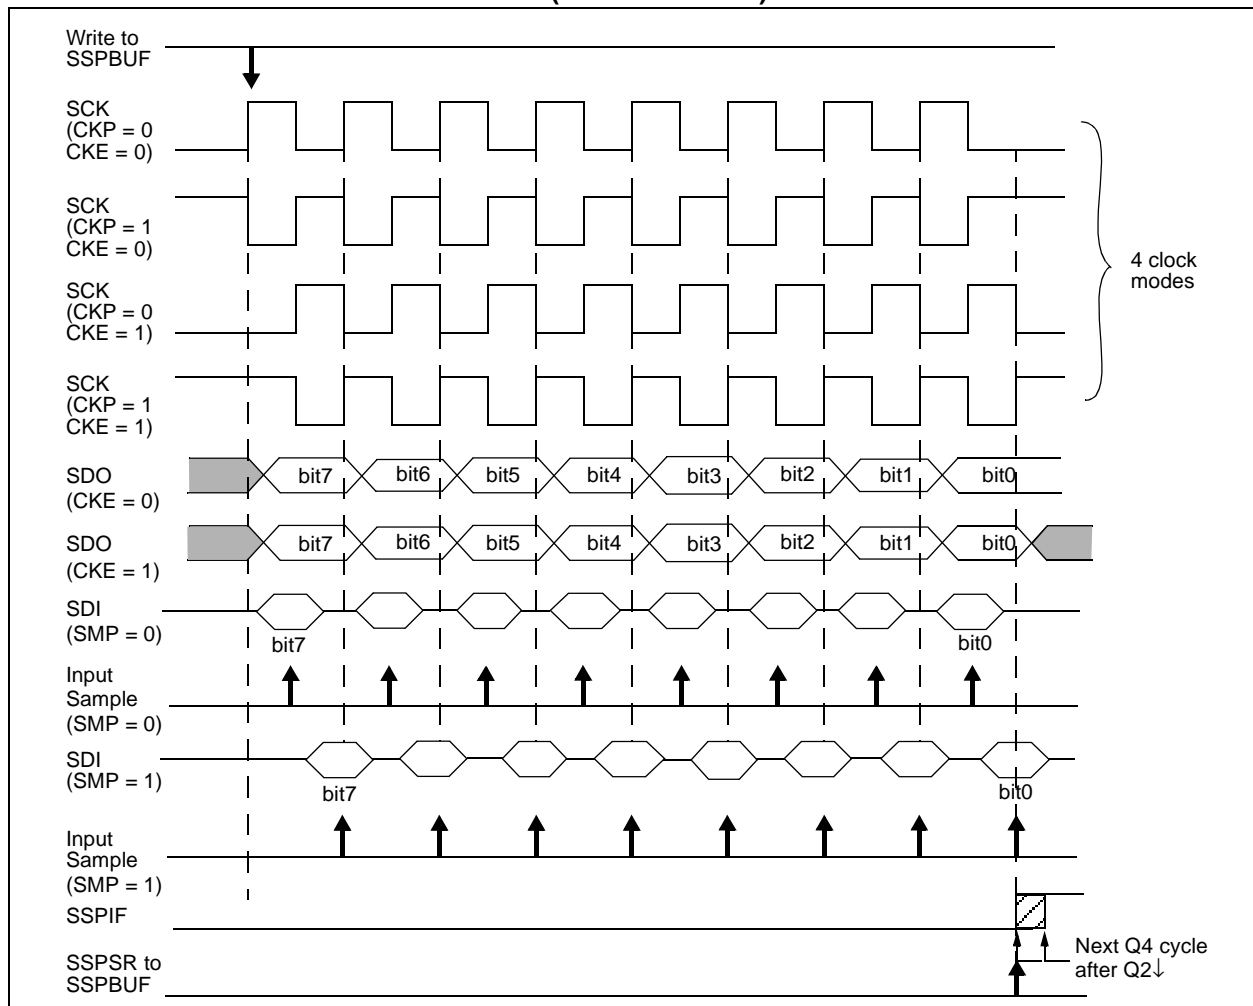 Write to
SSPBUF
SCK
(CKP = 0
CKE = 0)
SCK
(CKP = 1
CKE = 0)
SCK
(CKP = 0
CKE = 1)
SCK
(CKP = 1
CKE = 1)
4 clock
modes
SDO
(CKE = 0)
bit7 bit6 bit5 bit4 bit3 bit2 bit1 bit0
SDO
(CKE = 1)
bit7 bit6 bit5 bit4 bit3 bit2 bit1 bit0
SDI
(SMP = 0)
bit7 bit0
Input
Sample
(SMP = 0)
SDI
(SMP = 1)
bit7 bit0
Input
Sample
(SMP = 1)
SSPIF
Next Q4 cycle
after Q2↓
SSPSR to
SSPBUF